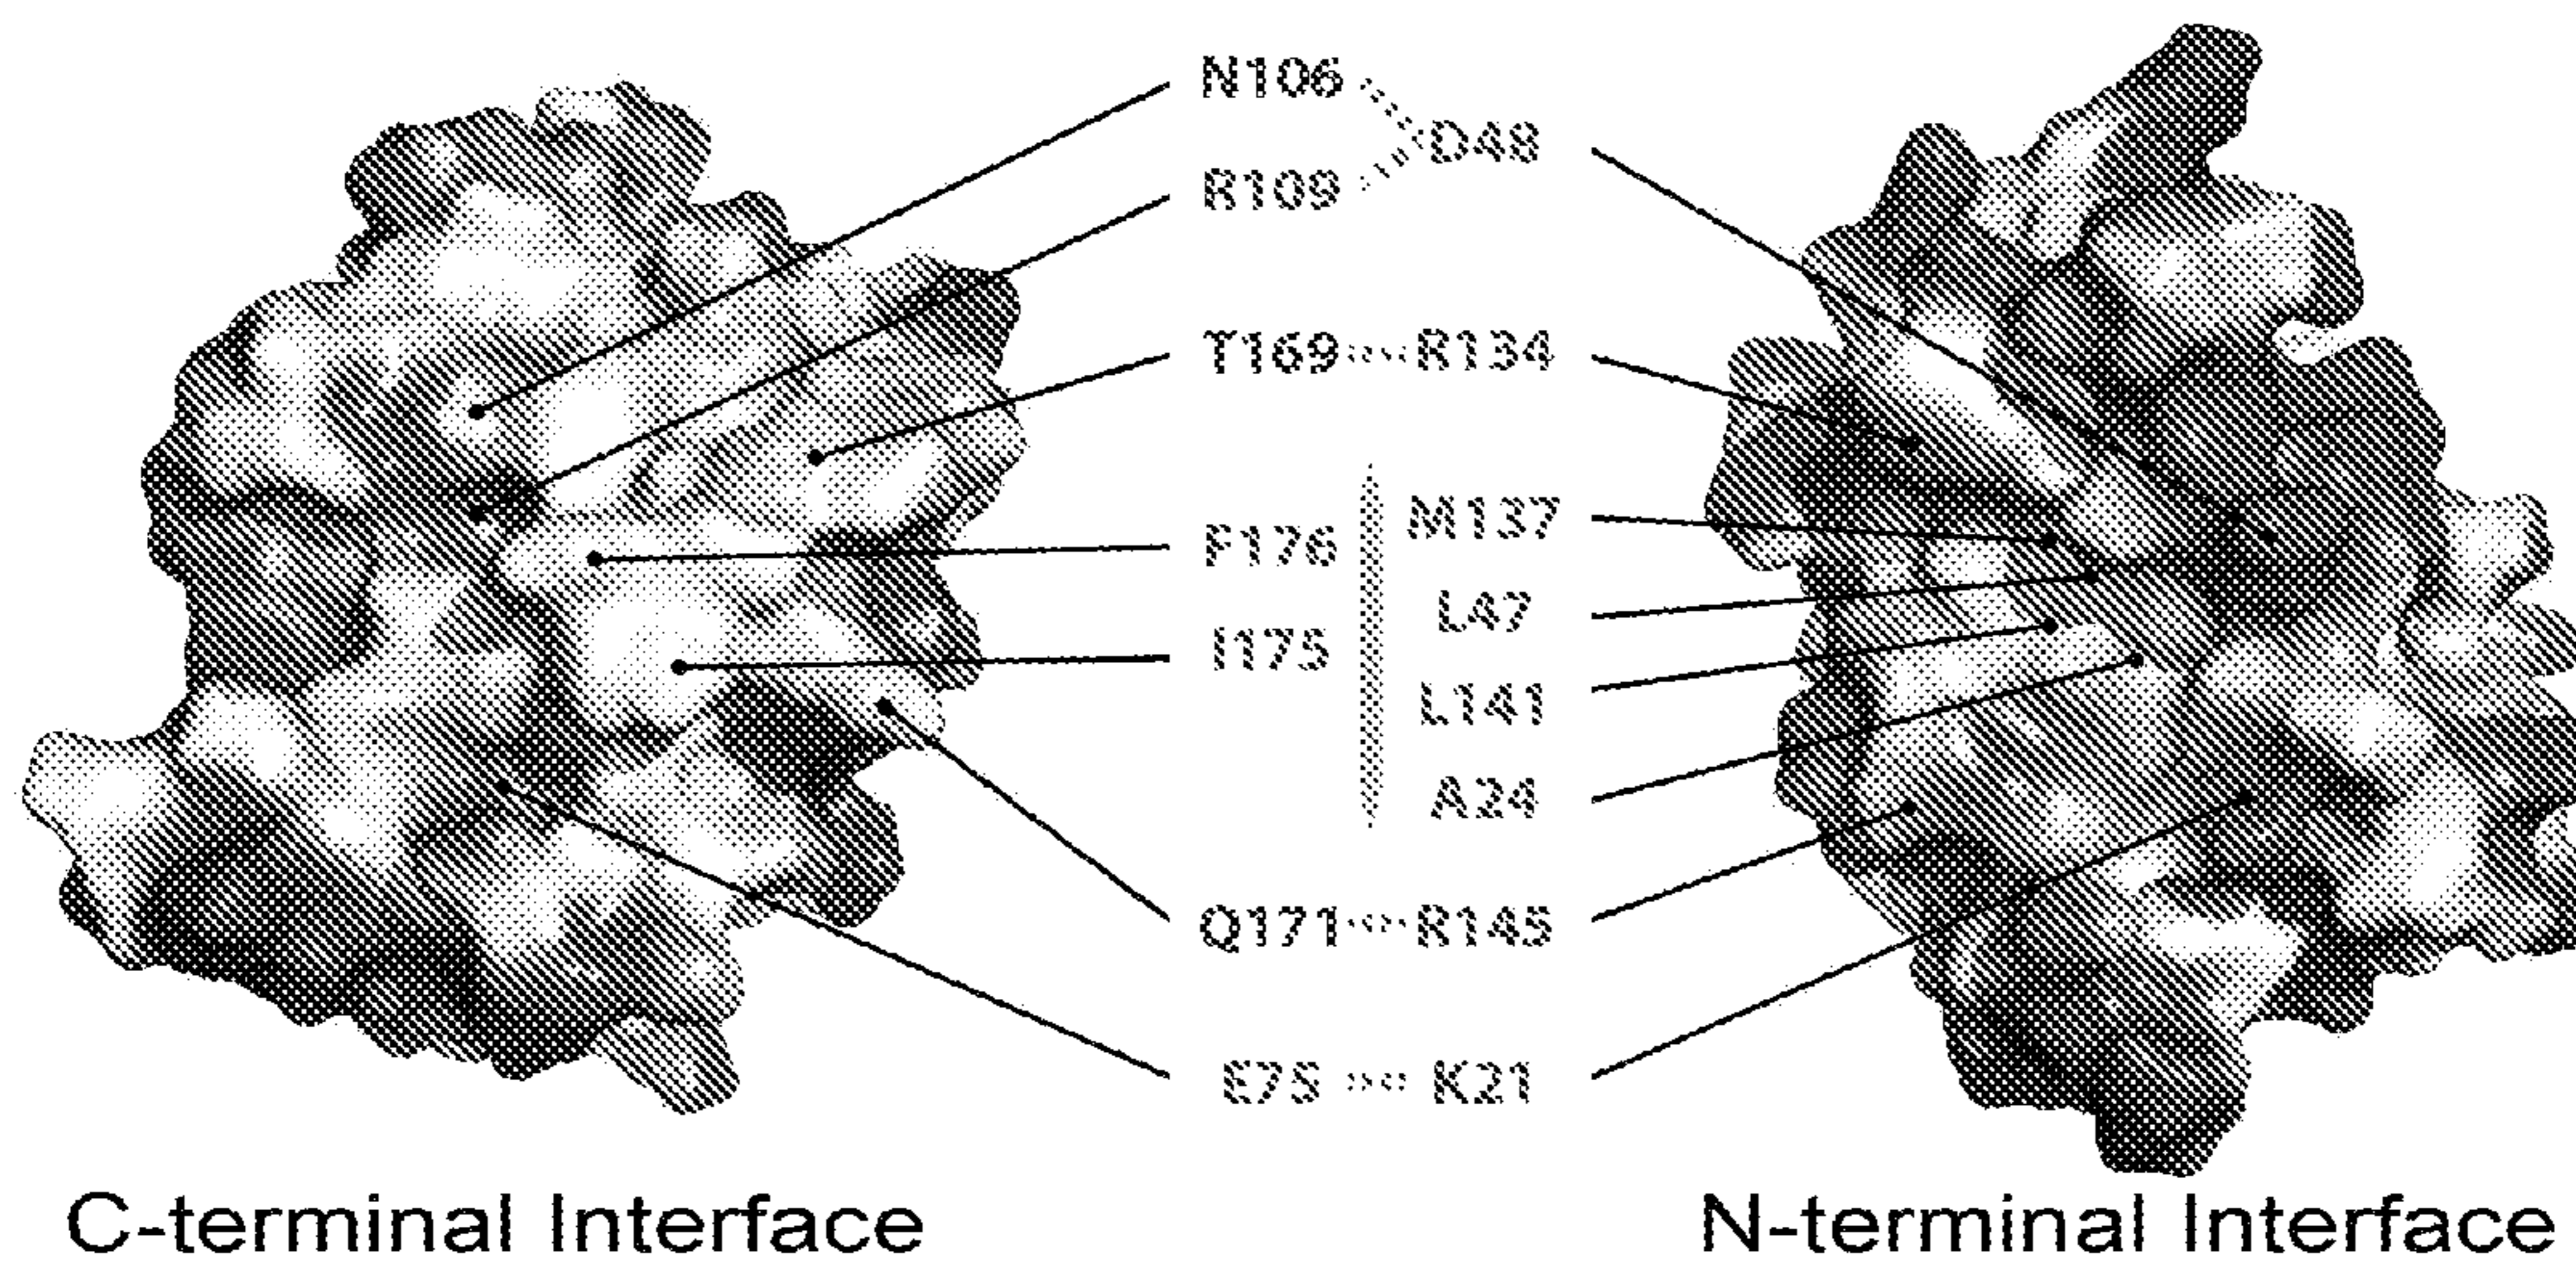 N106
D48
R109
T169 R134
M137
F176
L47
I175
L141
A24
Q171 R145
E75 K21
C-terminal Interface
N-terminal Interface